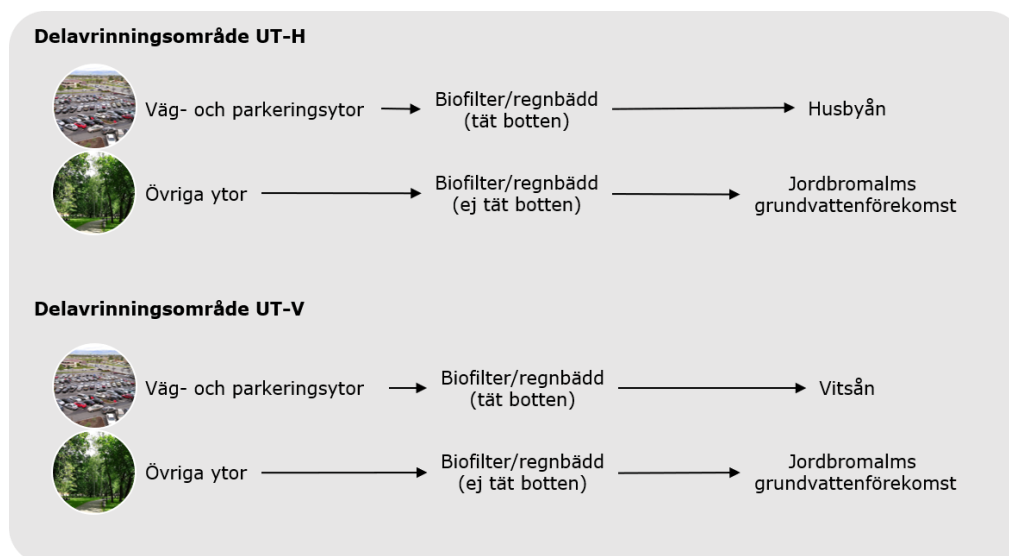 Delavrinningsområde UT-H
Väg- och parkeringsytor
Biofilter/regnbädd
(tät botten)
Husbyån
Övriga ytor
Biofilter/regnbädd
(ej tät botten)
Jordbromalms
grundvattenförekomst
Delavrinningsområde UT-V
Väg- och parkeringsytor
Biofilter/regnbädd
(tät botten)
Vitsån
Övriga ytor
Biofilter/regnbädd
(ej tät botten)
Jordbromalms
grundvattenförekomst